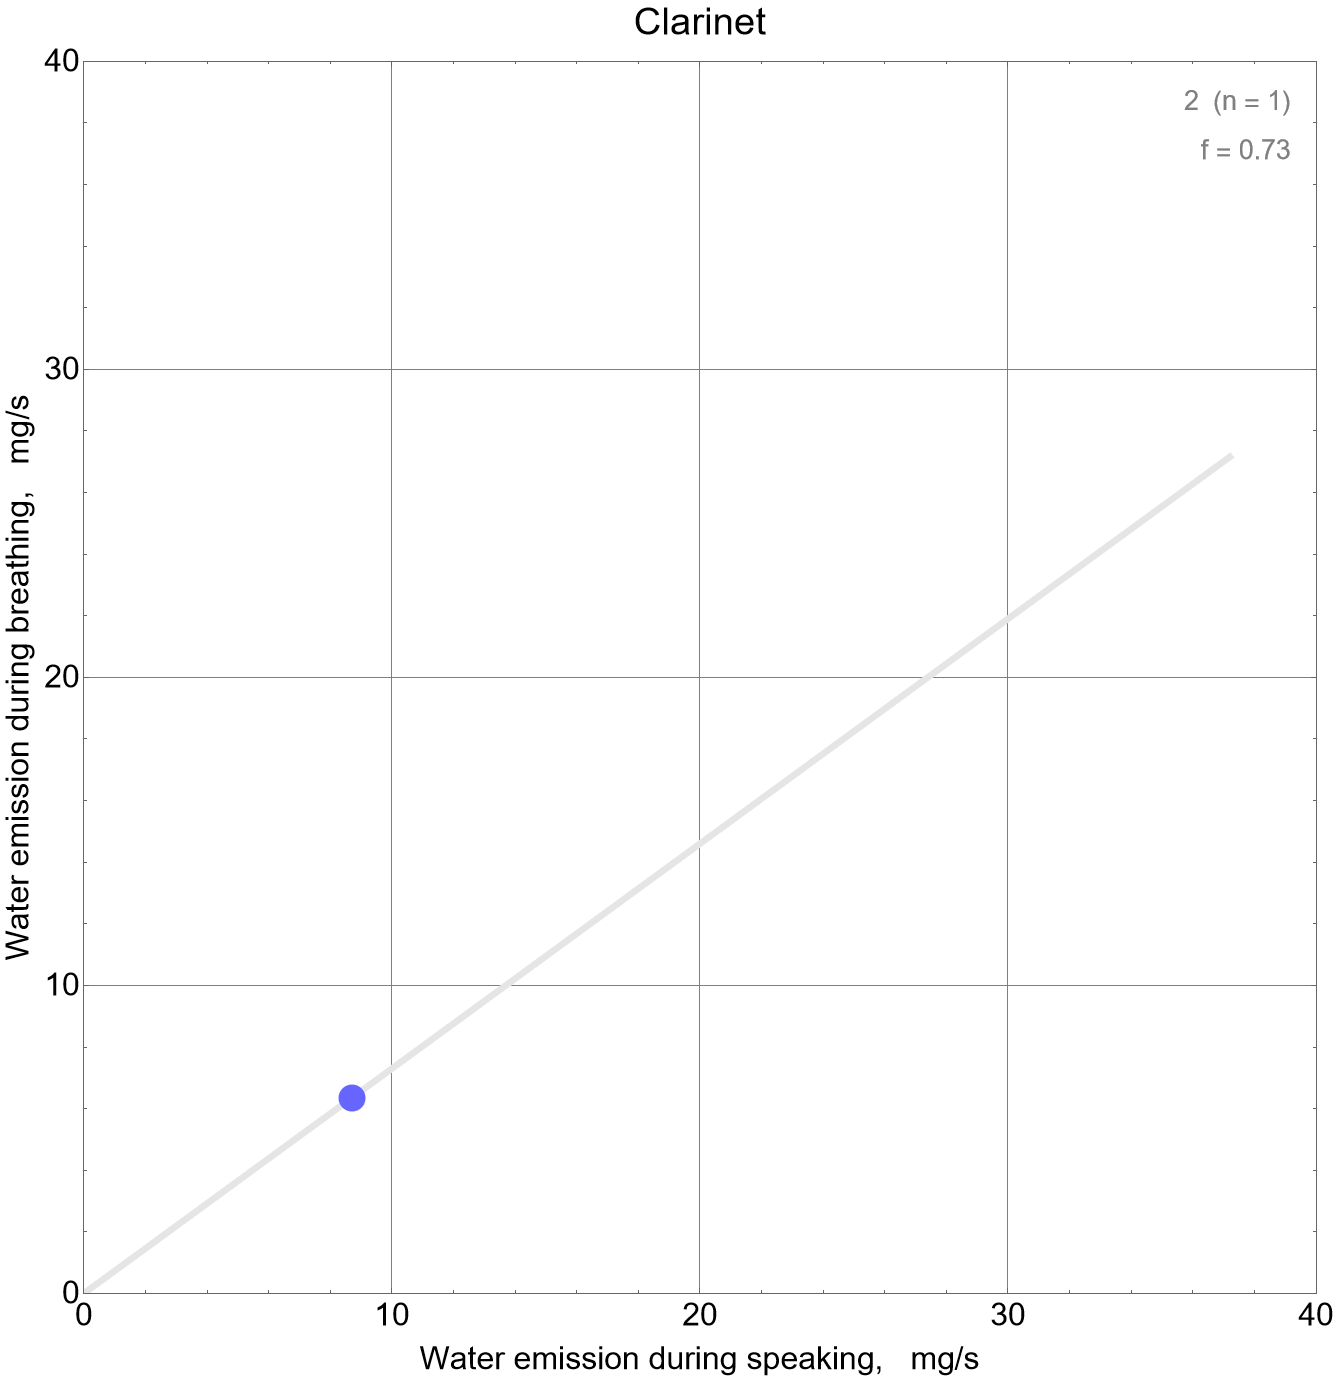 Clarinet
2 (n = 1)
f = 0.73
Water emission during breathing, mg/s
40
30
20
10
0
0 10 20 30 40
Water emission during speaking, mg/s